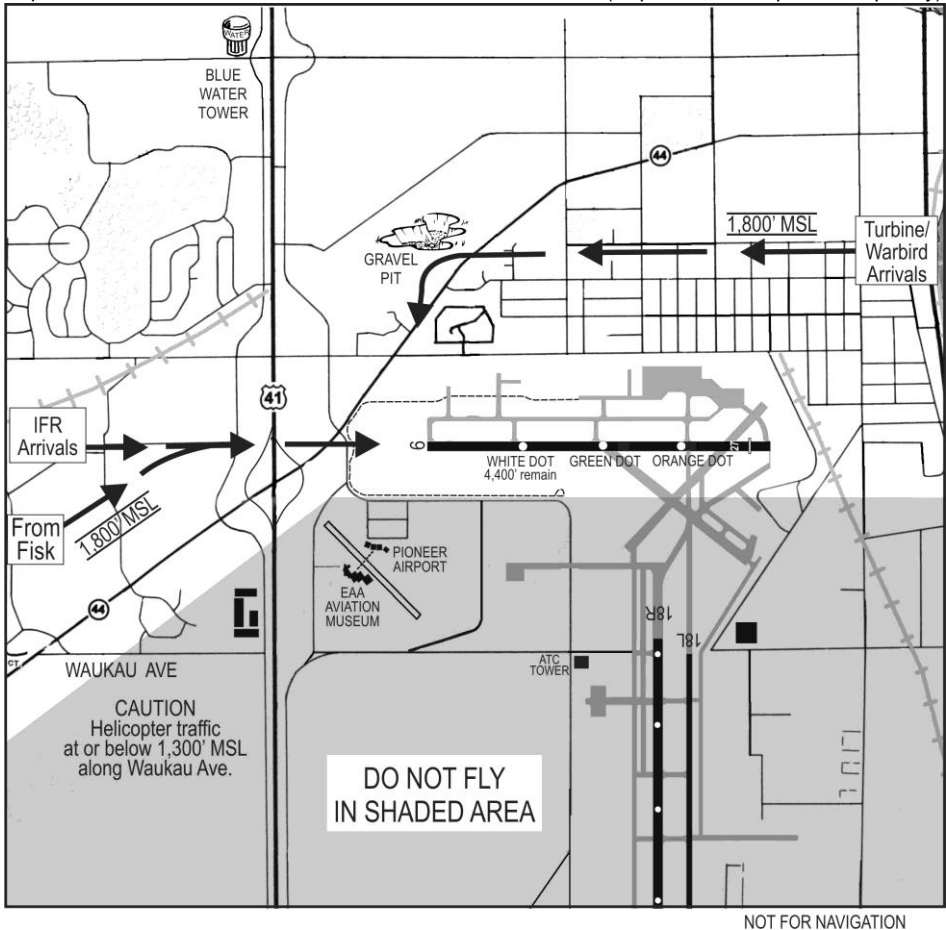 WATER
BLUE
WATER
TOWER
44
1,800' MSL
Turbine/
Warbird
Arrivals
GRAVEL
PIT
41
IFR
Arrivals
9
27
WHITE DOT
4,400' remain
GREEN DOT
ORANGE DOT
From
Fisk
1,800' MSL
PIONEER
AIRPORT
EAA
AVIATION
MUSEUM
44
18R
18L
CT.
WAUKAU AVE
ATC
TOWER
CAUTION
Helicopter traffic
at or below 1,300' MSL
along Waukau Ave.
DO NOT FLY
IN SHADED AREA
NOT FOR NAVIGATION